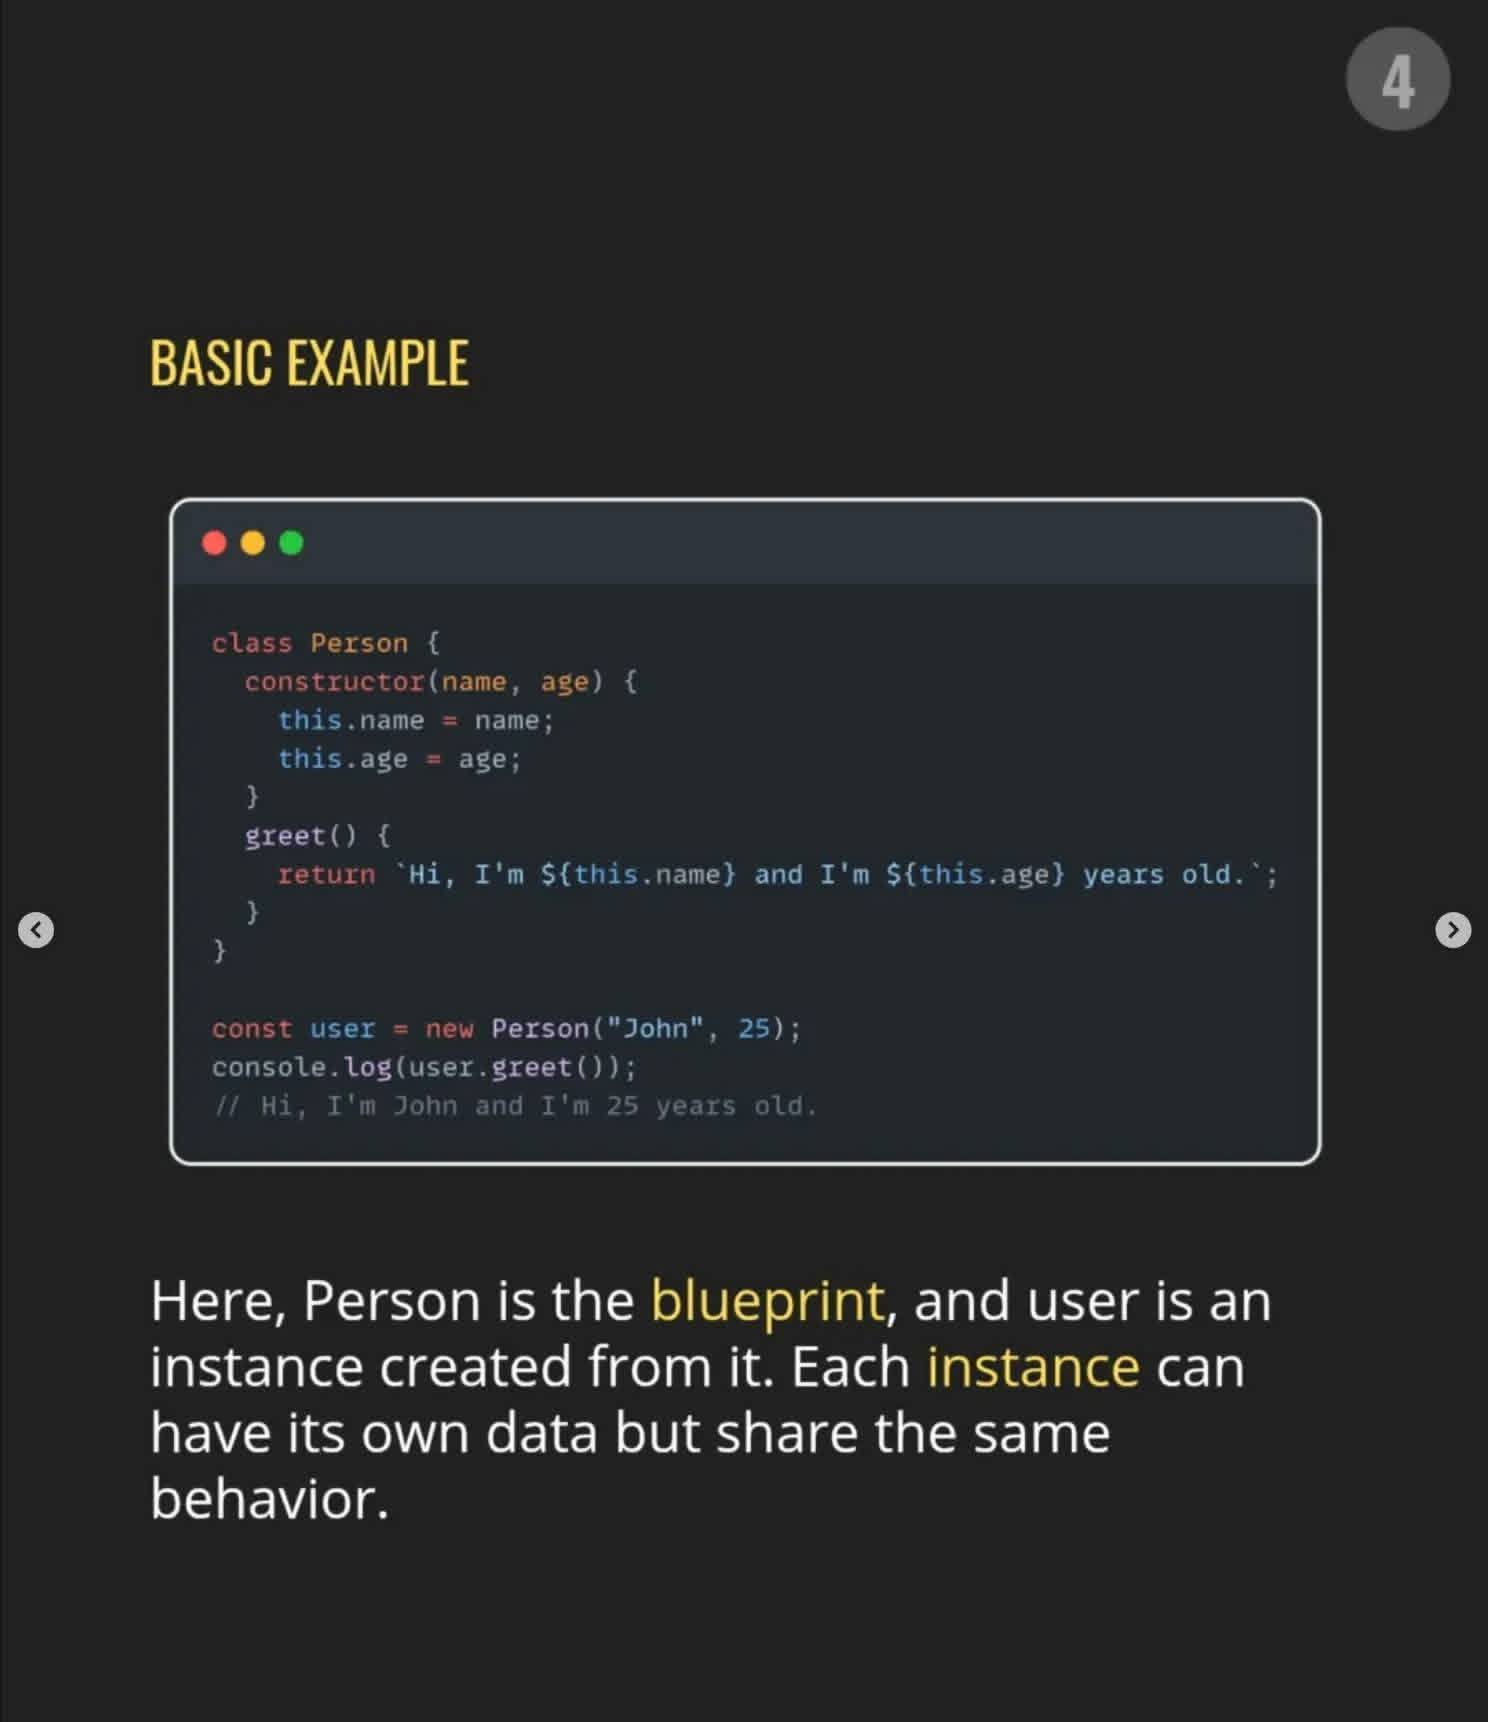 4
BASIC EXAMPLE
class Person {
  constructor(name, age) {
    this.name = name;
    this.age = age;
  }
  greet() {
    return `Hi, I'm ${this.name} and I'm ${this.age} years old.`;
  }
}
const user = new Person("John", 25);
console.log(user.greet());
// Hi, I'm John and I'm 25 years old.
Here, Person is the blueprint, and user is an
instance created from it. Each instance can
have its own data but share the same
behavior.